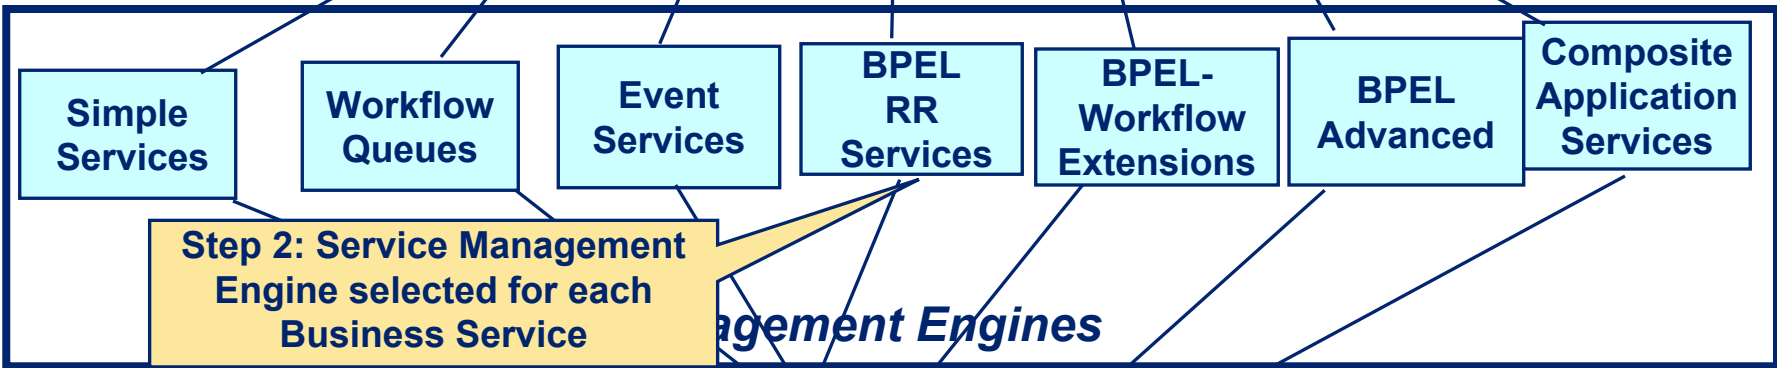 Simple
Services
Workflow
Queues
Event
Services
BPEL
RR
Services
BPEL-
Workflow
Extensions
BPEL
Advanced
Composite
Application
Services
Step 2: Service Management
Engine selected for each
Business Service
agement Engines